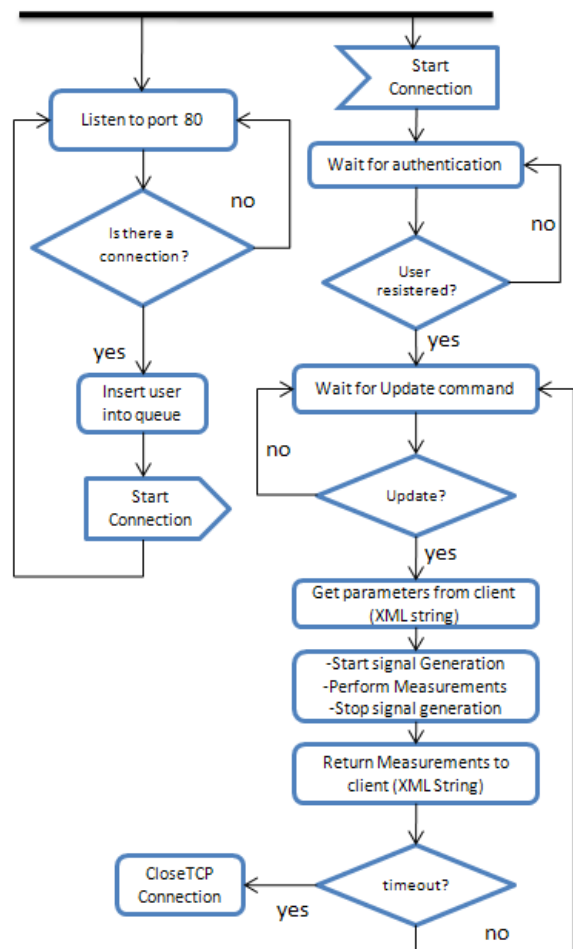 Listen to port 80
no
Is there a
connection ?
yes
Insert user
into queue
Start
Connection
Start
Connection
Wait for authentication
no
User
resistered?
yes
Wait for Update command
no
Update?
yes
Get parameters from client
(XML string)
-Start signal Generation
-Perform Measurements
-Stop signal generation
Return Measurements to
client (XML String)
timeout?
yes
CloseTCP
Connection
no